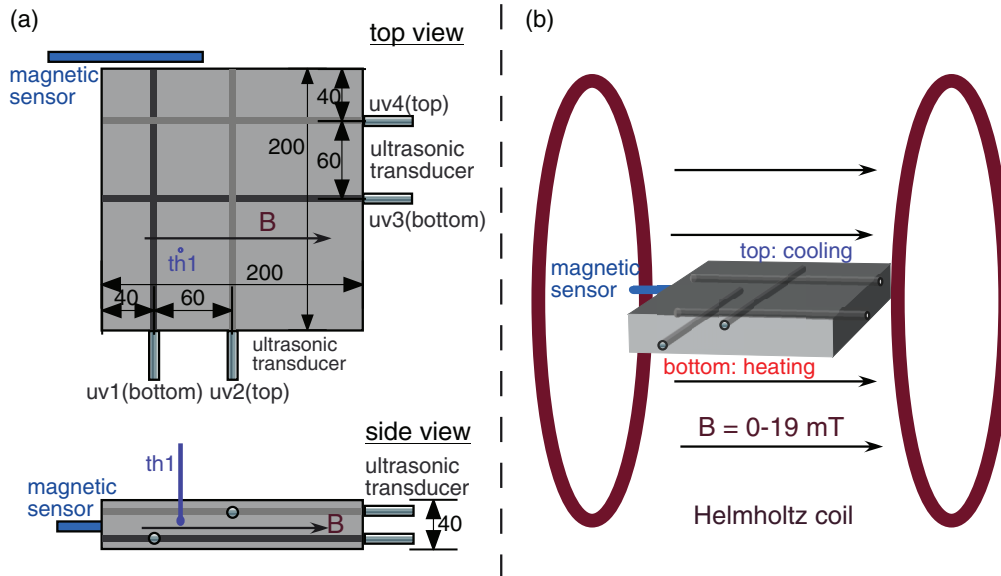 (a)
top view
magnetic
sensor
40
uv4(top)
200
60
ultrasonic
transducer
uv3(bottom)
B
th1
200
40
60
ultrasonic
transducer
uv1(bottom)
uv2(top)
side view
th1
ultrasonic
transducer
magnetic
sensor
B
40
(b)
top: cooling
magnetic
sensor
bottom: heating
B = 0-19 mT
Helmholtz coil